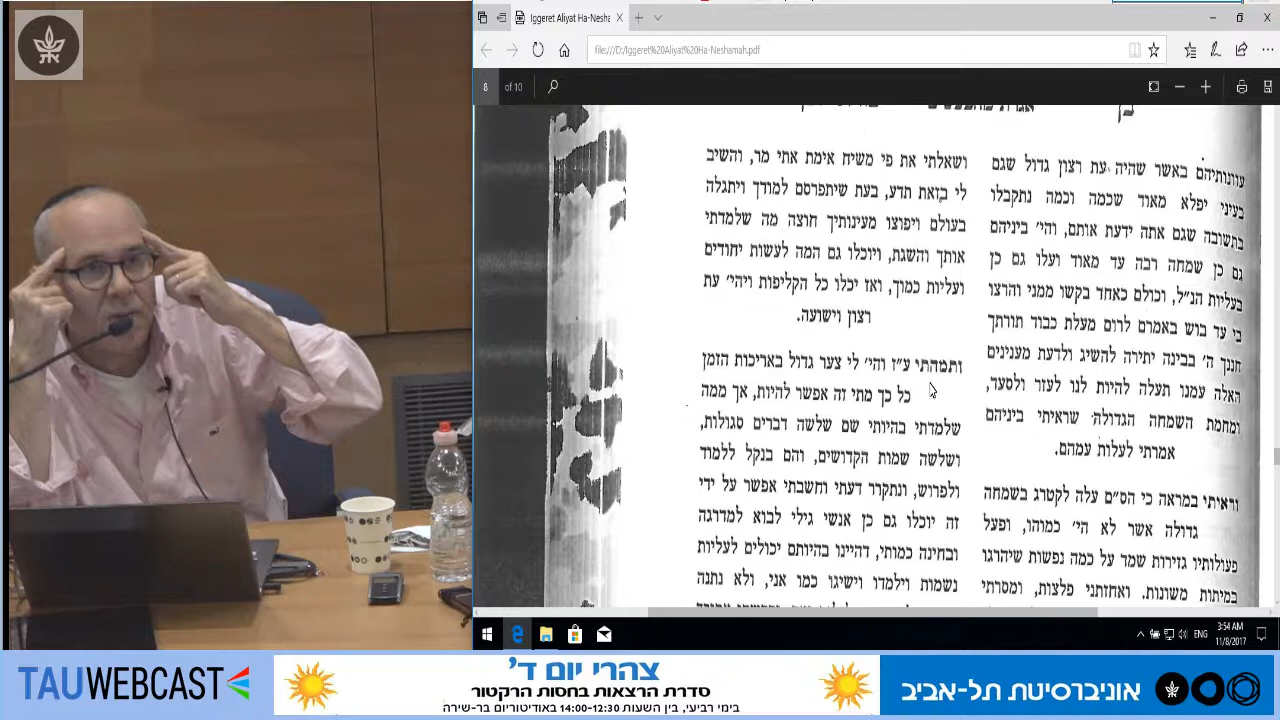 Iggeret Aliyat Ha-Nesha
file:///D:/Iggeret%20Aliyat%20Ha-Neshamah.pdf
8 of 10
עוונותיהם באשר שהיה עת רצון גדול שגם
בעיני יפלא מאוד שכמה וכמה נתקבלו
בתשובה שגם אתה ידעת אותם, והי׳ ביניהם
גם כן שמחה רבה עד מאוד ועלו גם כן
בעליות הנ״ל, וכולם כאחד בקשו ממני והרצו
בי עד בוש באמרם לרום מעלת כבוד תורתך
חננך ה׳ בבינה יתירה להשיג ולדעת מענינים
האלה עמנו תעלה להיות לנו לעזר ולסעד,
ומחמת השמחה הגדולה שראיתי ביניהם
אמרתי לעלות עמהם.
וראיתי במראה כי הס״ם עלה לקטרג בשמחה
גדולה אשר לא הי׳ כמוהו, ופעל
פעולותיו גזירות שמד על כמה נפשות שיהרגו
במיתות משונות. ואחזתני פלצות, ומסרתי
ושאלתי את פי משיח אימת אתי מר, והשיב
לי בזאת תדע, בעת שיתפרסם למודך ויתגלה
בעולם ויפוצו מעינותיך חוצה מה שלמדתי
אותך והשגת, ויוכלו גם המה לעשות יחודים
ועליות כמוך, ואז יכלו כל הקליפות ויהי׳ עת
רצון וישועה.
ותמהתי ע״ז והי׳ לי צער גדול באריכות הזמן
כל כך מתי זה אפשר להיות, אך ממה
שלמדתי בהיותי שם שלשה דברים סגולות,
ושלשה שמות הקדושים, והם בנקל ללמוד
ולפרוש, ונתקרר דעתי וחשבתי אפשר על ידי
זה יוכלו גם כן אנשי גילי לבוא למדרגה
ובחינה כמותי, דהיינו בהיותם יכולים לעליות
נשמות וילמדו וישיגו כמו אני, ולא נתנה
ENG
3:54 AM
11/8/2017
TAUWEBCAST
צהרי יום ד׳
סדרת הרצאות בחסות הרקטור
בימי רביעי, בין השעות 14:00-12:30 באודיטוריום בר-שירה
אוניברסיטת תל-אביב